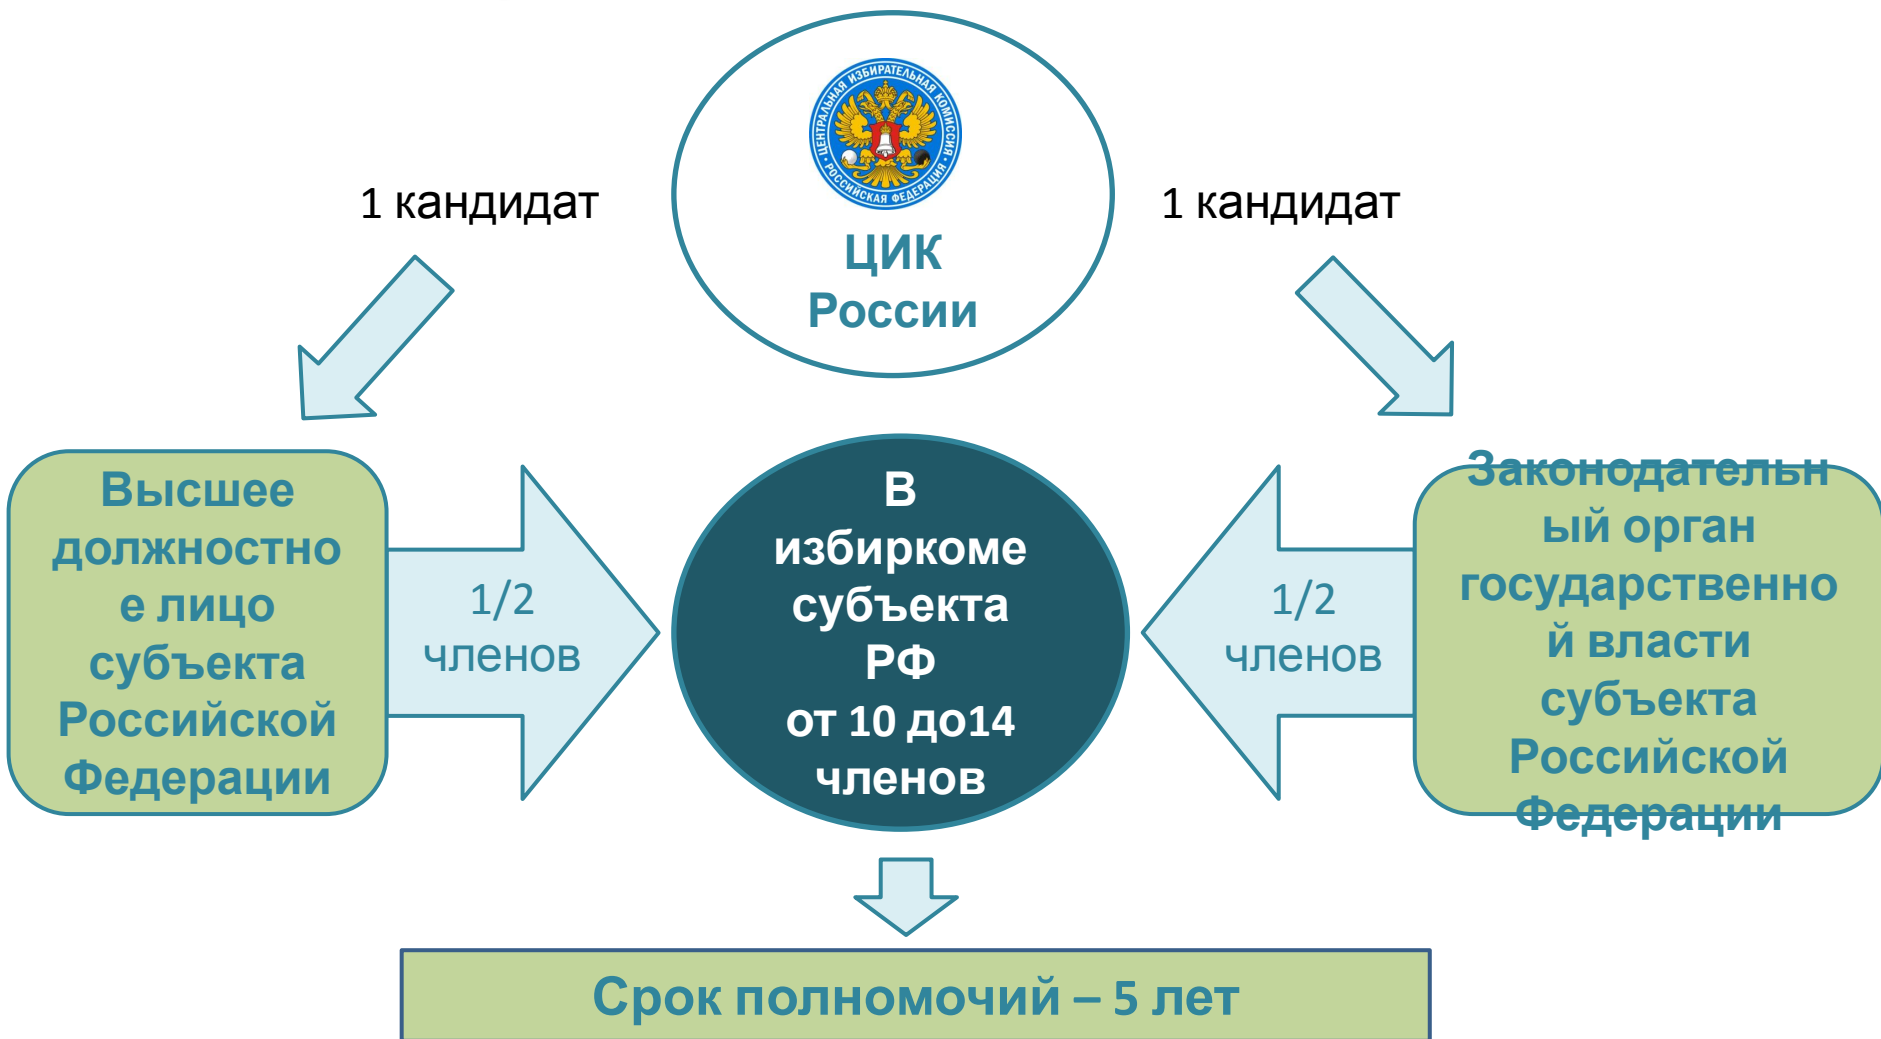 ЦЕНТРАЛЬНАЯ ИЗБИРАТЕЛЬНАЯ КОМИССИЯ
• РОССИЙСКАЯ ФЕДЕРАЦИЯ •
ЦИК
России
1 кандидат
1 кандидат
Высшее
должностно
е лицо
субъекта
Российской
Федерации
1/2
членов
В
избиркоме
субъекта
РФ
от 10 до14
членов
1/2
членов
Законодательн
ый орган
государственно
й власти
субъекта
Российской
Федерации
Срок полномочий – 5 лет